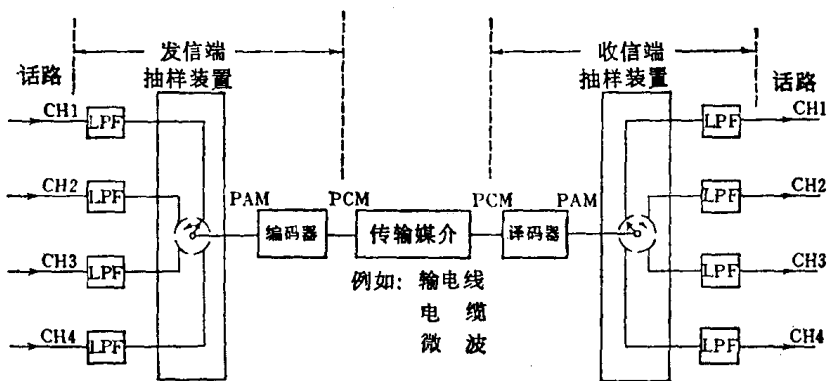 发信端
收信端
话路
抽样装置
抽样装置
话路
CH1
LPF
LPF
CH1
CH2
LPF
LPF
CH2
PAM
PCM
PCM
PAM
编码器
传输媒介
译码器
CH3
LPF
LPF
CH3
例如：输电线
电 缆
微 波
CH4
LPF
LPF
CH4